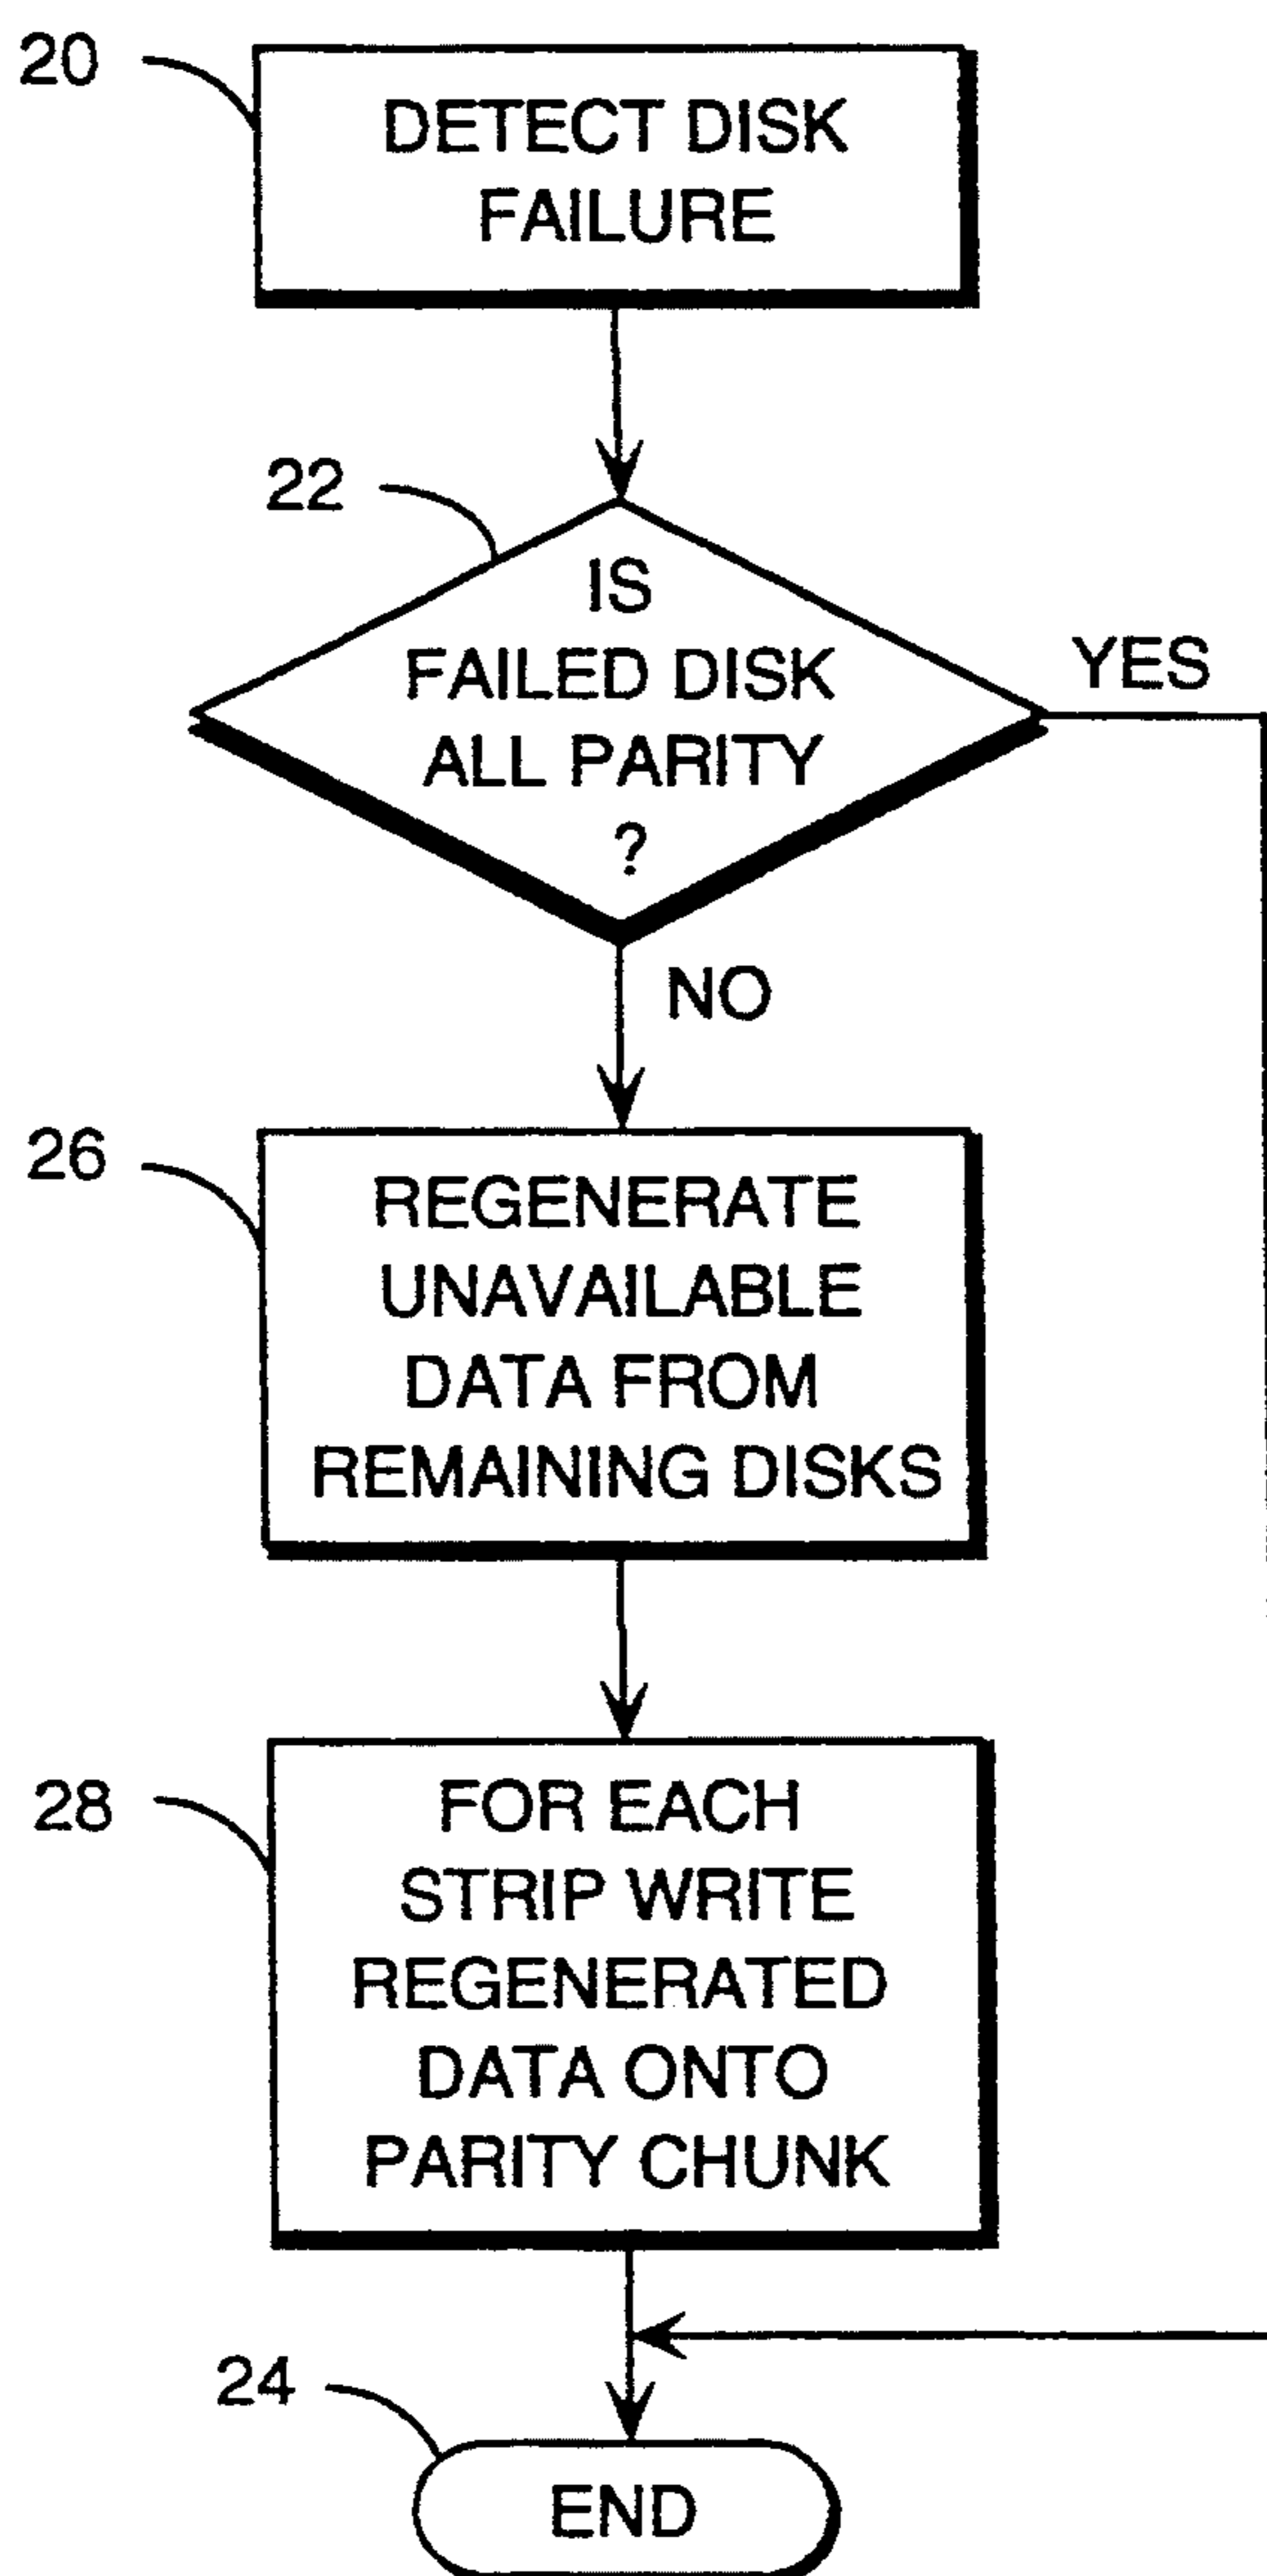 20
DETECT DISK
FAILURE
22
IS
FAILED DISK
ALL PARITY
?
YES
NO
26
REGENERATE
UNAVAILABLE
DATA FROM
REMAINING DISKS
28
FOR EACH
STRIP WRITE
REGENERATED
DATA ONTO
PARITY CHUNK
24
END